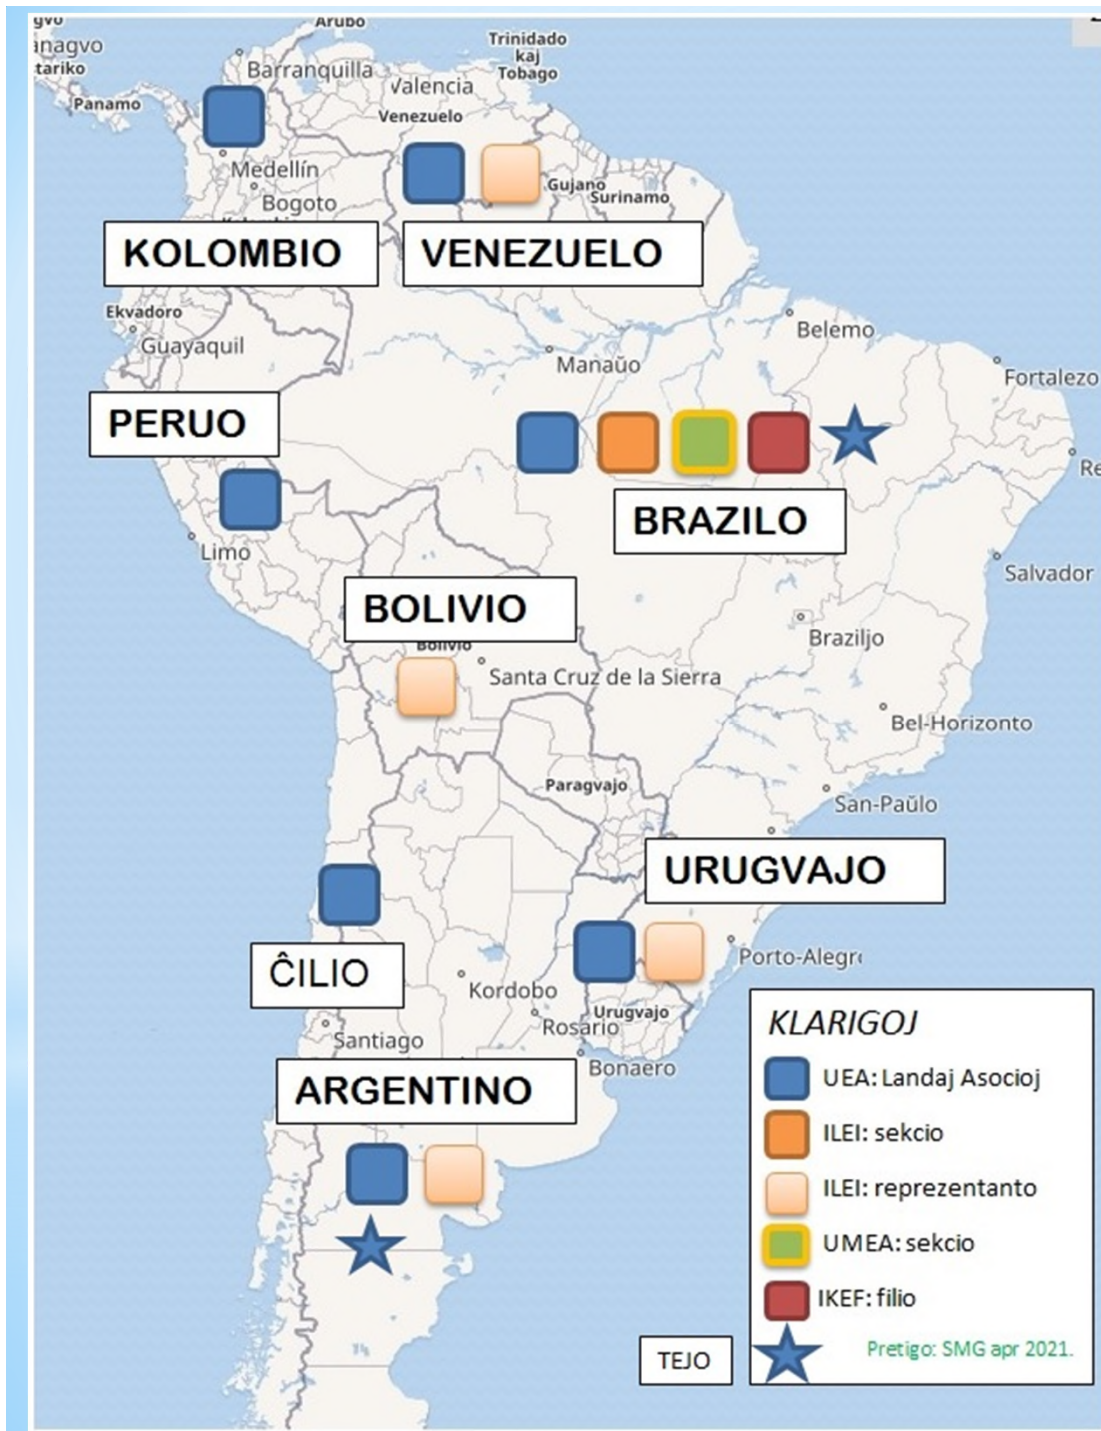 Arubo
Trinidado
kaj
Tobago
Barranquilla
Valencia
Panamo
Venezuelo
Medellín
Gujano
Surinamo
Bogoto
KOLOMBIO
VENEZUELO
Ekvadoro
Guayaquil
Belemo
Manaŭo
Fortalezo
PERUO
BRAZILO
Limo
Salvador
BOLIVIO
Bolivio
Braziljo
Santa Cruz de la Sierra
Bel-Horizonto
Paragvajo
San-Paŭlo
URUGVAJO
ĈILIO
Kordobo
Porto-Alegr
Urugvajo
Rosario
Santiago
Bonaero
ARGENTINO
KLARIGOJ
UEA: Landaj Asocioj
ILEI: sekcio
ILEI: reprezentanto
UMEA: sekcio
IKEF: filio
TEJO
Pretigo: SMG apr 2021.